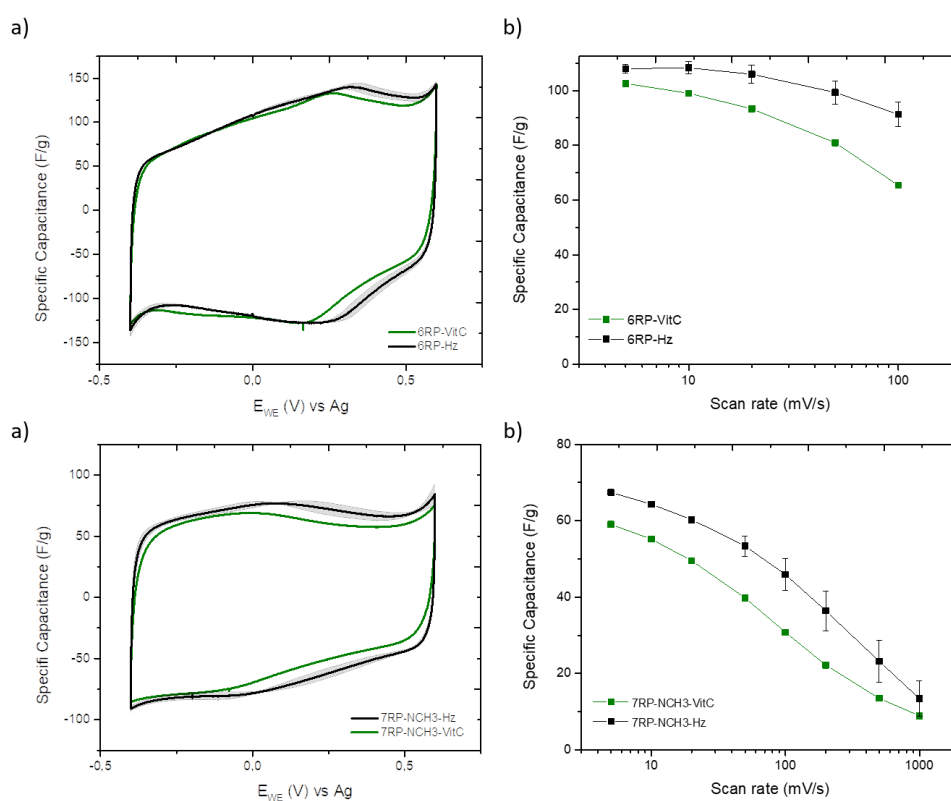 a)
b)
Specific Capacitance (F/g)
150
100
50
0
-50
-100
-150
-0.5
0.0
0.5
6RP-VitC
6RP-Hz
E_WE (V) vs Ag
Specific Capacitance (F/g)
100
80
60
40
20
0
10
100
6RP-VitC
6RP-Hz
Scan rate (mV/s)
a)
b)
Specifi Capacitance (F/g)
100
50
0
-50
-100
-0.5
0.0
0.5
7RP-NCH3-Hz
7RP-NCH3-VitC
E_WE (V) vs Ag
Specific Capacitance (F/g)
80
60
40
20
0
10
100
1000
7RP-NCH3-VitC
7RP-NCH3-Hz
Scan rate (mV/s)